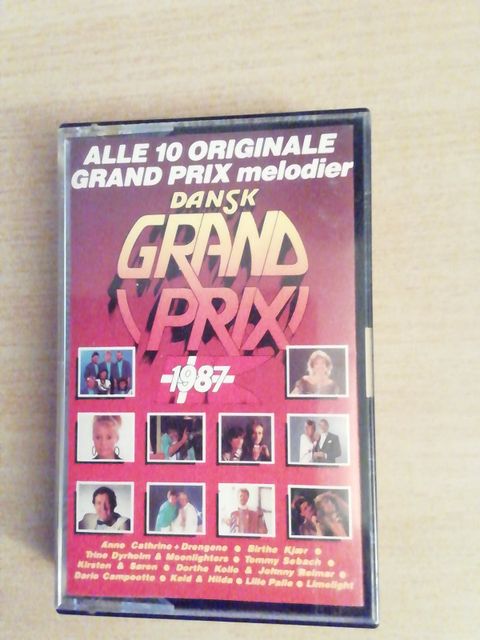 ALLE 10 ORIGINALE
GRAND PRIX melodier
DANSK
GRAND
PRIX
1987
Anne Cathrine + Drengene • Birthe Kjær •
Trine Dyrholm & Moonlighters • Tommy Sebach •
Kirsten & Søren • Dorthe Kollo & Johnny Reimar •
Dario Campeotto • Keld & Hilda • Lille Palle • Limelight